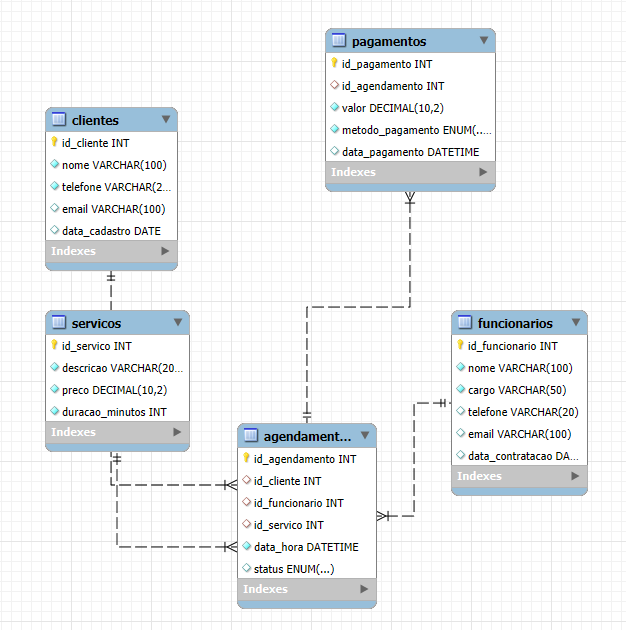 pagamentos
id_pagamento INT
id_agendamento INT
valor DECIMAL(10,2)
metodo_pagamento ENUM(...
data_pagamento DATETIME
Indexes
clientes
id_cliente INT
nome VARCHAR(100)
telefone VARCHAR(2...
email VARCHAR(100)
data_cadastro DATE
Indexes
servicos
id_servico INT
descricao VARCHAR(20...
preco DECIMAL(10,2)
duracao_minutos INT
Indexes
funcionarios
id_funcionario INT
nome VARCHAR(100)
cargo VARCHAR(50)
telefone VARCHAR(20)
email VARCHAR(100)
data_contratacao DA...
Indexes
agendament...
id_agendamento INT
id_cliente INT
id_funcionario INT
id_servico INT
data_hora DATETIME
status ENUM(...)
Indexes